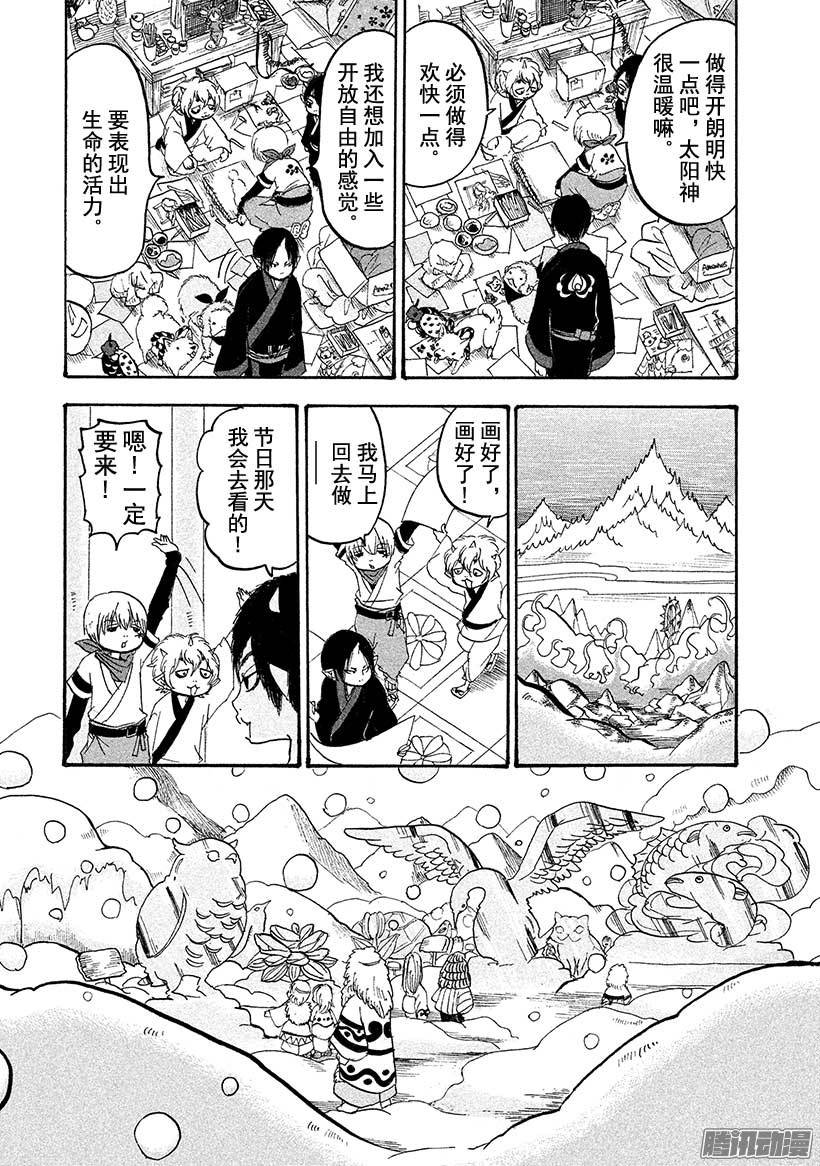 做得开朗明快
一点吧，太阳神
很温暖嘛。
必须做得
欢快一点。
我还想加入一些
开放自由的感觉。
要表现出
生命的活力。
画好了，
画好了！
我马上
回去做
——
节日那天
我会去看的！
嗯！一定
要来！
腾讯动漫